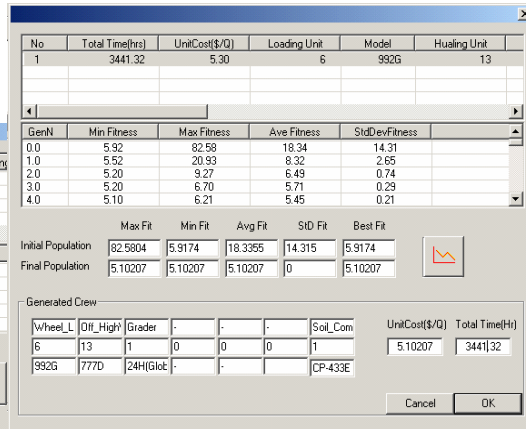 No Total Time(hrs) UnitCost($/Q) Loading Unit Model Hualing Unit
1 3441.32 5.30 6 992G 13
GenN Min Fitness Max Fitness Ave Fitness StdDevFitness
0.0 5.92 82.58 18.34 14.31
1.0 5.52 20.93 8.32 2.65
2.0 5.20 9.27 6.49 0.74
3.0 5.20 6.70 5.71 0.29
4.0 5.10 6.21 5.45 0.21
Max Fit Min Fit Avg Fit StD Fit Best Fit
Initial Population 82.5804 5.9174 18.3355 14.315 5.9174
Final Population 5.10207 5.10207 5.10207 0 5.10207
Generated Crew
Wheel_L Off_High Grader - - - Soil_Com UnitCost($/Q) Total Time(Hr)
6 13 1 0 0 0 1 5.10207 3441.32
992G 777D 24H(Glob - - CP-433E
Cancel OK